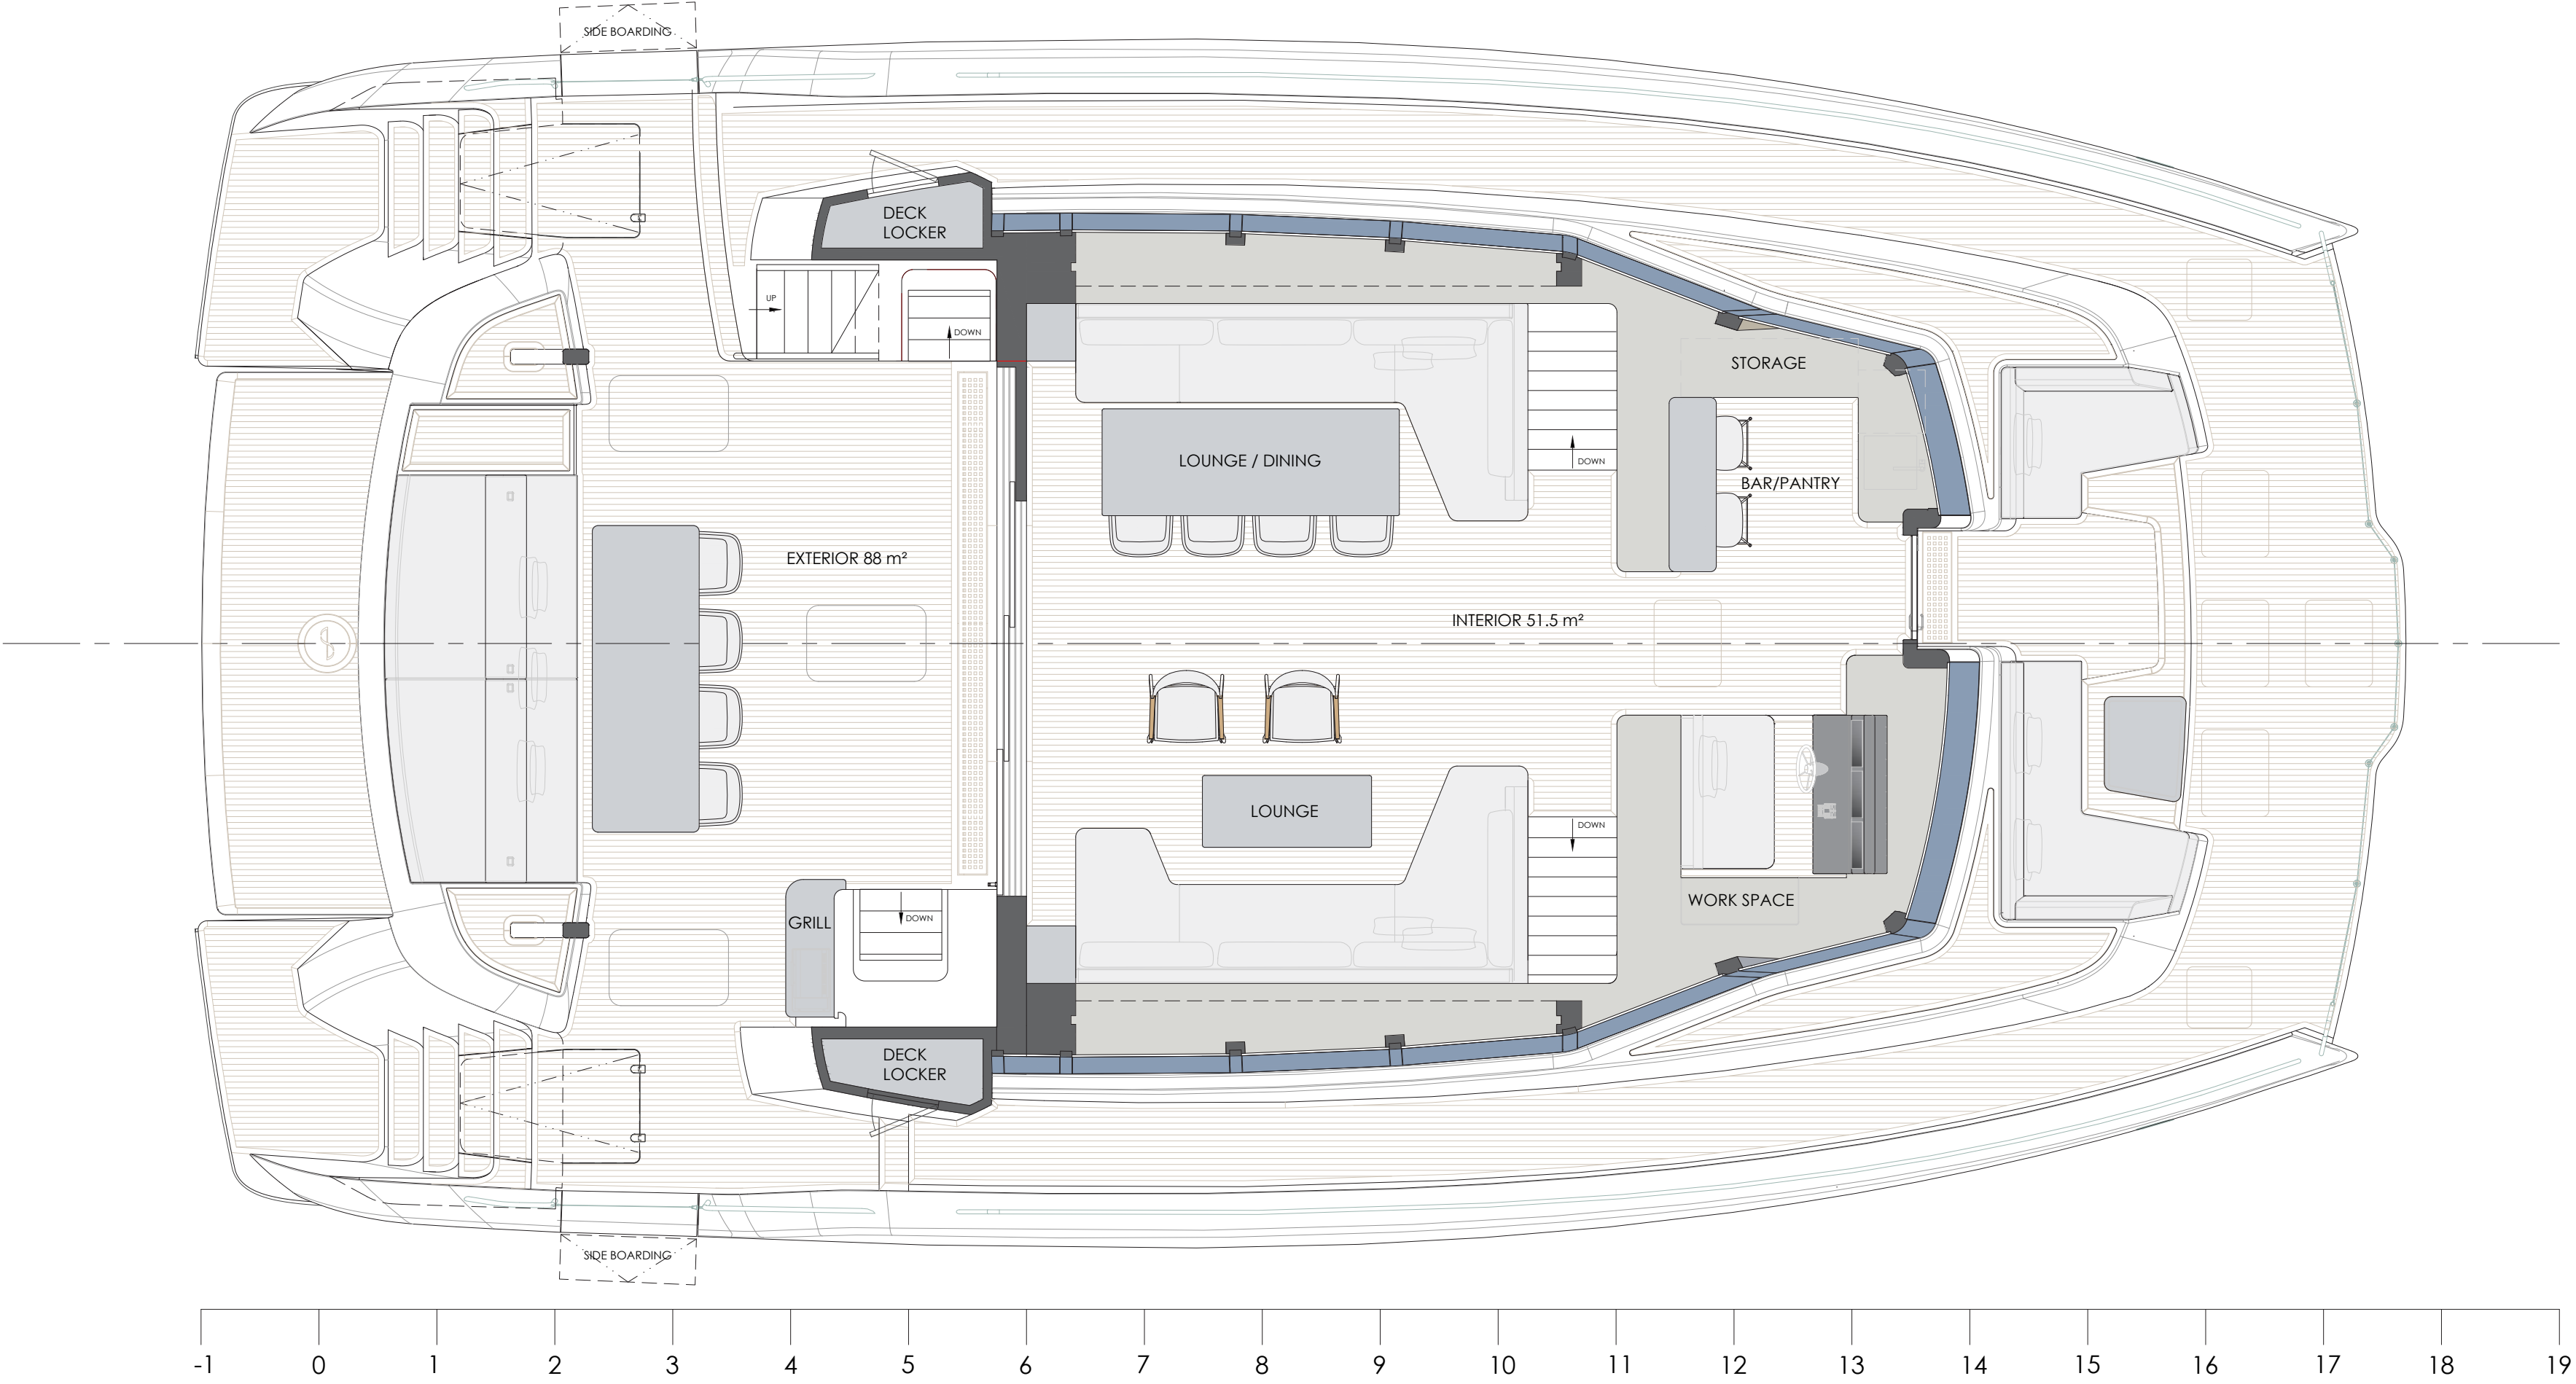 SIDE BOARDING
DECK
LOCKER
UP
DOWN
STORAGE
LOUNGE / DINING
DOWN
BAR/PANTRY
EXTERIOR 88 m²
INTERIOR 51.5 m²
LOUNGE
DOWN
WORK SPACE
GRILL
DOWN
DECK
LOCKER
SIDE BOARDING
-1 0 1 2 3 4 5 6 7 8 9 10 11 12 13 14 15 16 17 18 19